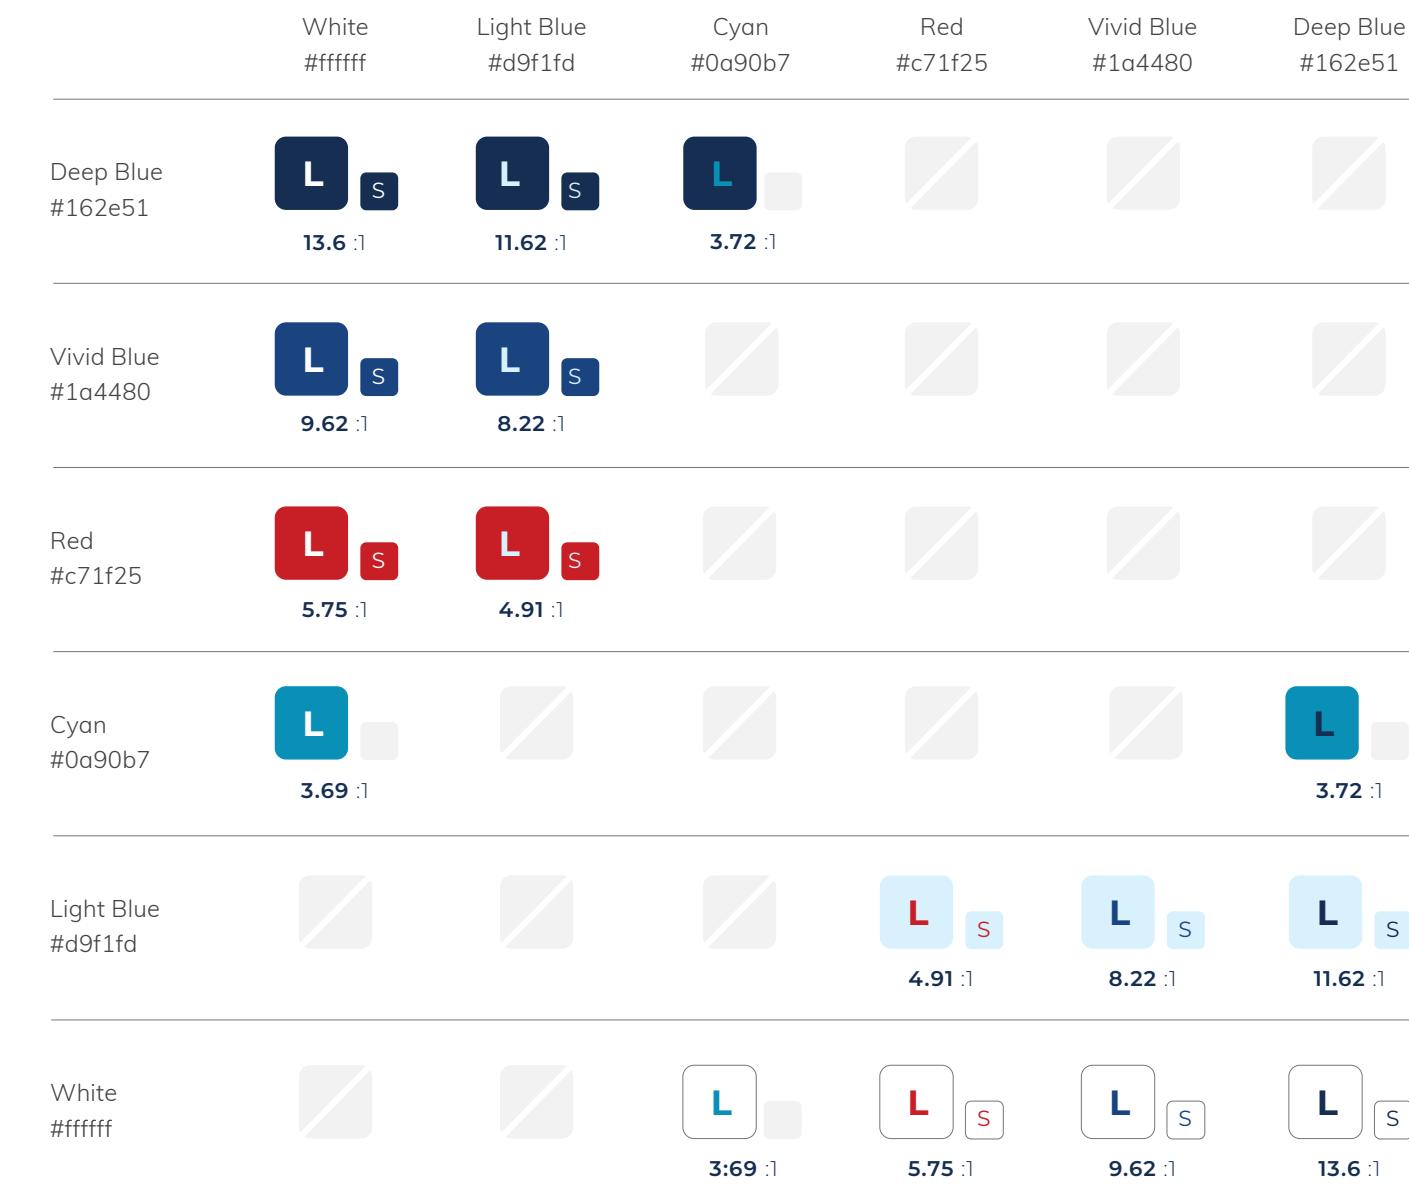 White Light Blue Cyan Red Vivid Blue Deep Blue
#ffffff #d9f1fd #0a90b7 #c71f25 #1a4480 #162e51
Deep Blue
#162e51
L S L S L
13.6 :1 11.62 :1 3.72 :1
Vivid Blue
#1a4480
L S L S
9.62 :1 8.22 :1
Red
#c71f25
L S L S
5.75 :1 4.91 :1
Cyan
#0a90b7
L L
3.69 :1 3.72 :1
Light Blue
#d9f1fd
L S L S L S
4.91 :1 8.22 :1 11.62 :1
White
#ffffff
L L S L S L S
3:69 :1 5.75 :1 9.62 :1 13.6 :1